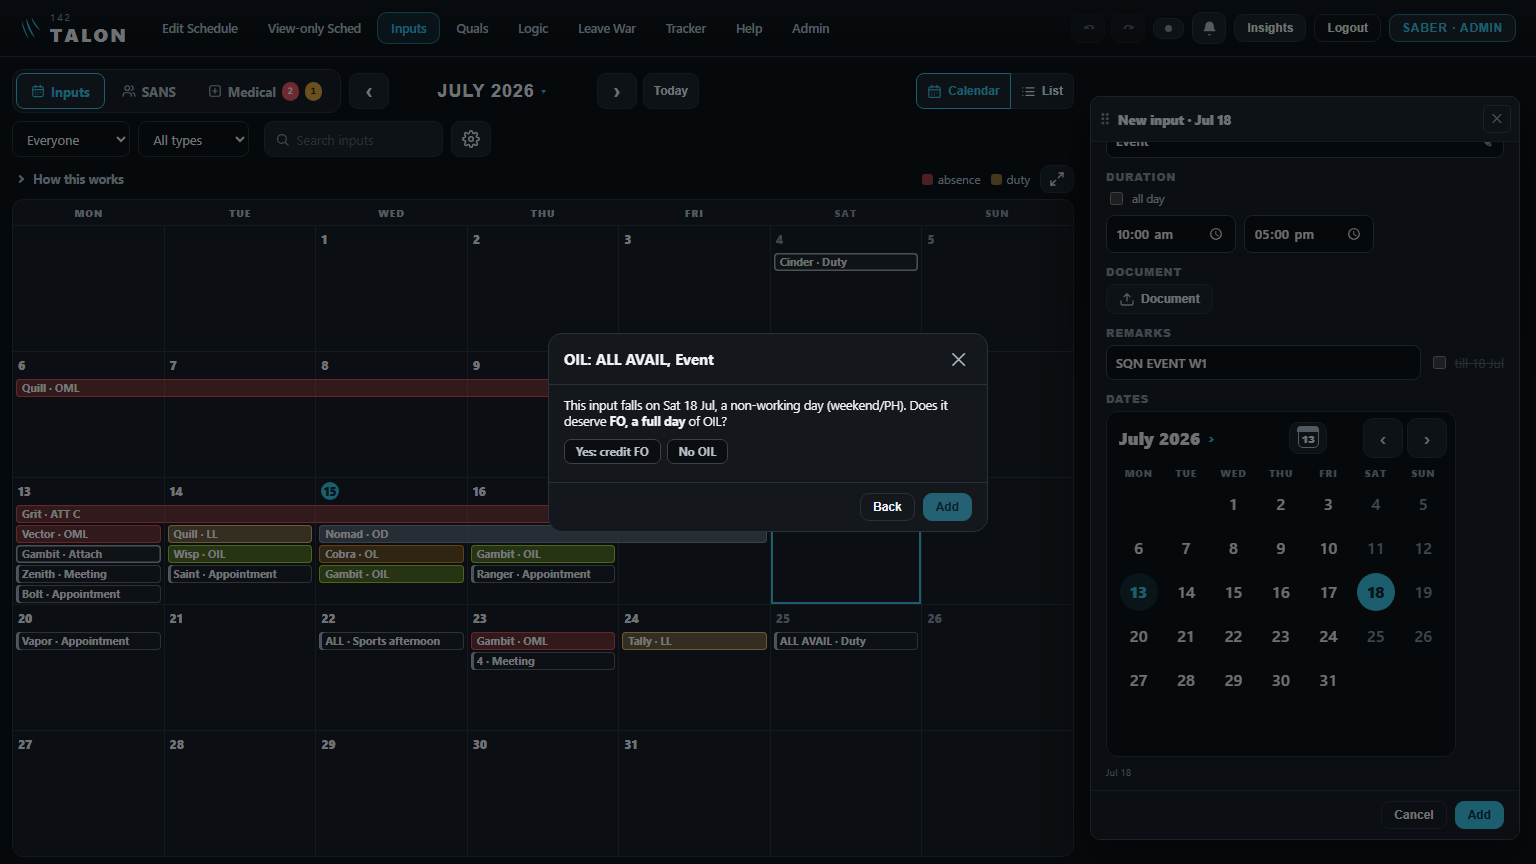 142
TALON
Edit Schedule
View-only Sched
Inputs
Quals
Logic
Leave War
Tracker
Help
Admin
Insights
Logout
SABER · ADMIN
Inputs
SANS
Medical 2 1
JULY 2026
Today
Calendar
List
Everyone
All types
Search inputs
How this works
absence
duty
MON TUE WED THU FRI SAT SUN
1 2 3 4 5
Cinder · Duty
6 7 8 9
Quill · OML
13 14 15 16
Grit · ATT C
Vector · OML
Quill · LL
Nomad · OD
Gambit · Attach
Wisp · OIL
Cobra · OL
Gambit · OIL
Zenith · Meeting
Saint · Appointment
Gambit · OIL
Ranger · Appointment
Bolt · Appointment
20 21 22 23 24 25 26
Vapor · Appointment
ALL · Sports afternoon
Gambit · OML
Tally · LL
ALL AVAIL · Duty
4 · Meeting
27 28 29 30 31
OIL: ALL AVAIL, Event
This input falls on Sat 18 Jul, a non-working day (weekend/PH). Does it
deserve FO, a full day of OIL?
Yes: credit FO
No OIL
Back
Add
New input · Jul 18
Event
DURATION
all day
10:00 am
05:00 pm
DOCUMENT
Document
REMARKS
SQN EVENT W1
till 18 Jul
DATES
July 2026
13
MON TUE WED THU FRI SAT SUN
1 2 3 4 5
6 7 8 9 10 11 12
13 14 15 16 17 18 19
20 21 22 23 24 25 26
27 28 29 30 31
Jul 18
Cancel
Add